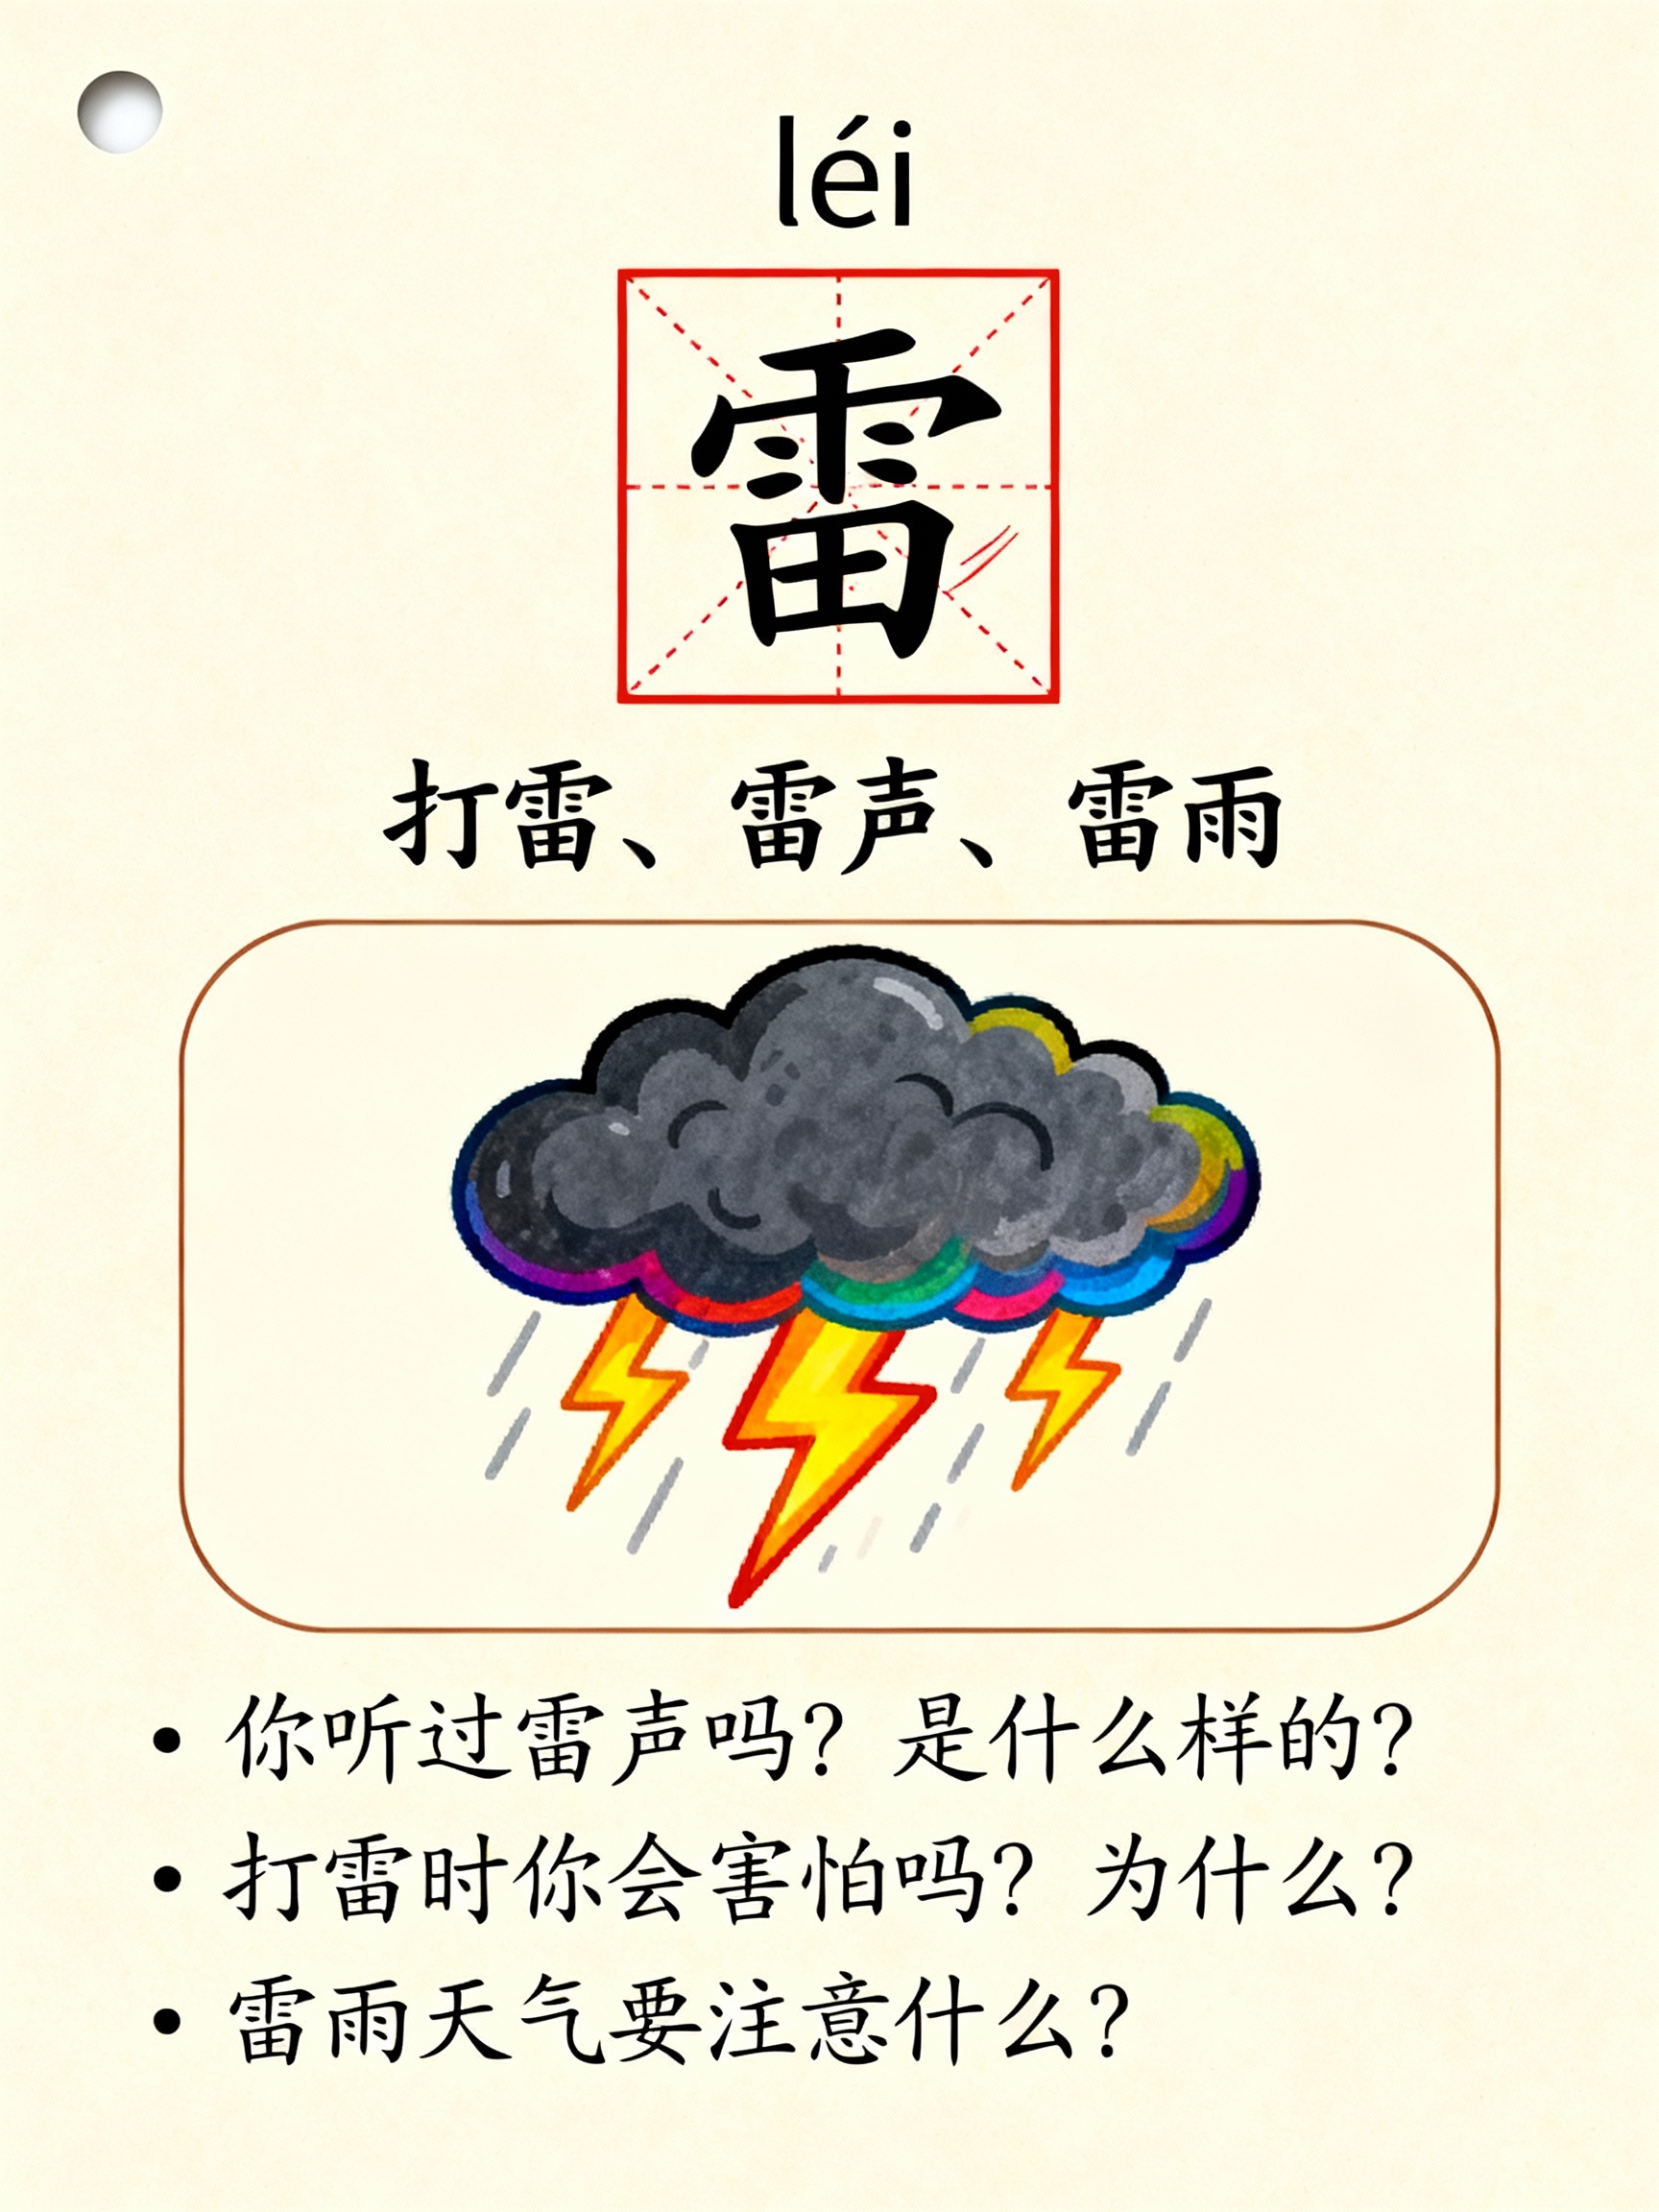 léi
雷
打雷、雷声、雷雨
• 你听过雷声吗？是什么样的？
• 打雷时你会害怕吗？为什么？
• 雷雨天气要注意什么？